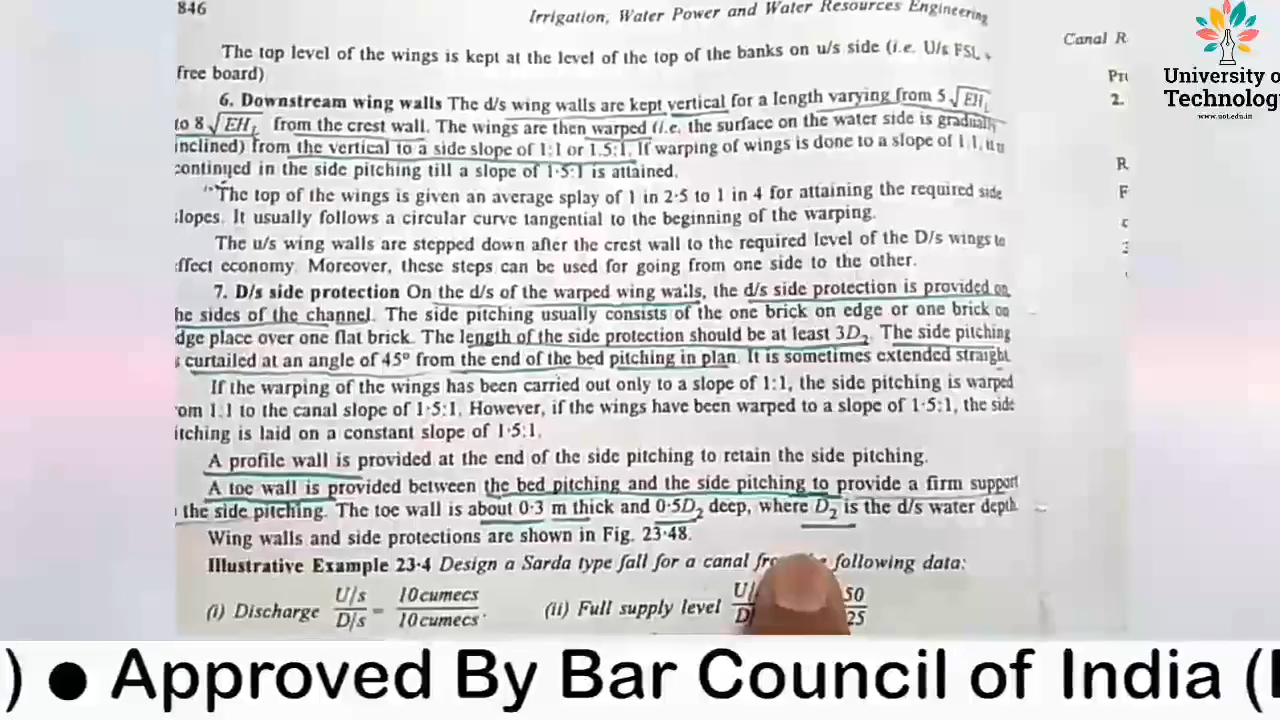 846
Irrigation, Water Power and Water Resources Engineering
The top level of the wings is kept at the level of the top of the banks on u/s side (i.e. U/s FSL +
free board)
6. Downstream wing walls The d/s wing walls are kept vertical for a length varying from 5√EHL
to 8√EHL from the crest wall. The wings are then warped (i.e. the surface on the water side is gradually
inclined) from the vertical to a side slope of 1:1 or 1.5:1. If warping of wings is done to a slope of 1:1, it is
continued in the side pitching till a slope of 1·5:1 is attained.
The top of the wings is given an average splay of 1 in 2·5 to 1 in 4 for attaining the required side
slopes. It usually follows a circular curve tangential to the beginning of the warping.
The u/s wing walls are stepped down after the crest wall to the required level of the D/s wings to
ffect economy. Moreover, these steps can be used for going from one side to the other.
7. D/s side protection On the d/s of the warped wing walls, the d/s side protection is provided on
he sides of the channel. The side pitching usually consists of the one brick on edge or one brick on
dge place over one flat brick. The length of the side protection should be at least 3D2. The side pitching
s curtailed at an angle of 45° from the end of the bed pitching in plan. It is sometimes extended straight.
If the warping of the wings has been carried out only to a slope of 1:1, the side pitching is warped
om 1.1 to the canal slope of 1·5:1. However, if the wings have been warped to a slope of 1·5:1, the side
itching is laid on a constant slope of 1·5:1.
A profile wall is provided at the end of the side pitching to retain the side pitching.
A toe wall is provided between the bed pitching and the side pitching to provide a firm support
the side pitching. The toe wall is about 0·3 m thick and 0·5D2 deep, where D2 is the d/s water depth.
Wing walls and side protections are shown in Fig. 23·48.
Illustrative Example 23·4 Design a Sarda type fall for a canal following data:
(i) Discharge U/s/D/s = 10cumecs/10cumecs. (ii) Full supply level 50/25
Canal R
2.
R
F
University o
Technolog
www.uot.edu.in
) ● Approved By Bar Council of India (